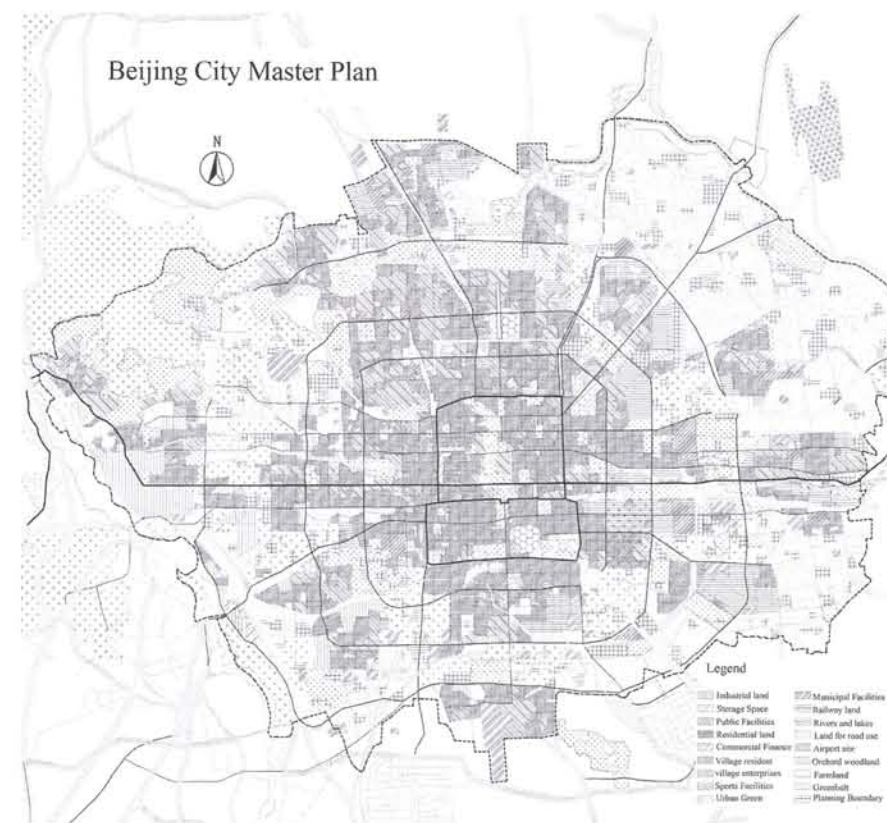 Beijing City Master Plan
N
Legend
Industrial land
Storage Space
Public Facilities
Residential land
Commercial Finance
Village resident
village enterprises
Sports Facilities
Urban Green
Municipal Facilities
Railway land
Rivers and lakes
Land for road use
Airport site
Orchard woodland
Farmland
Greenbelt
Planning Boundary